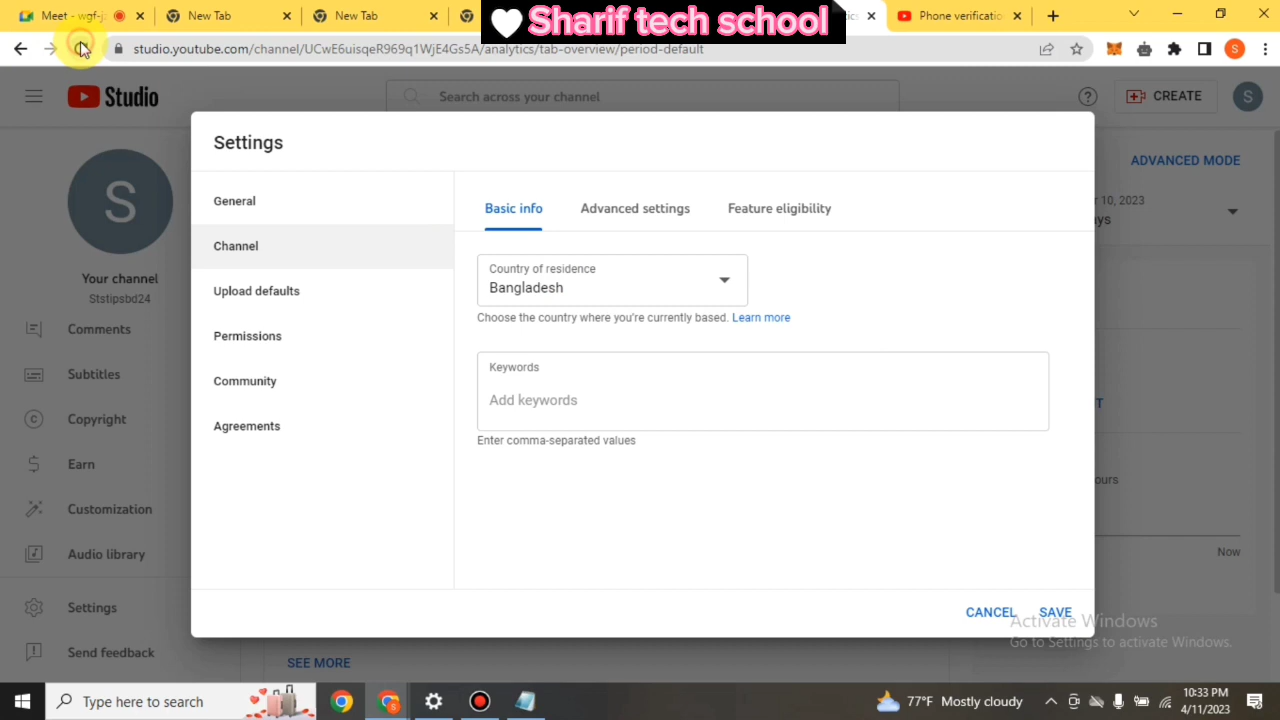 Meet - wgf-j
New Tab
New Tab
Sharif tech school
Phone verificatio
studio.youtube.com/channel/UCwE6uisqeR969q1WjE4Gs5A/analytics/tab-overview/period-default
S
Studio
Search across your channel
CREATE
S
ADVANCED MODE
S
Your channel
Ststipsbd24
Comments
Subtitles
Copyright
Earn
Customization
Audio library
Settings
Send feedback
Settings
General
Channel
Upload defaults
Permissions
Community
Agreements
Basic info
Advanced settings
Feature eligibility
Country of residence
Bangladesh
Choose the country where you're currently based. Learn more
Keywords
Add keywords
Enter comma-separated values
CANCEL
SAVE
10, 2023
Now
SEE MORE
Activate Windows
Go to Settings to activate Windows.
Type here to search
77°F Mostly cloudy
10:33 PM
4/11/2023